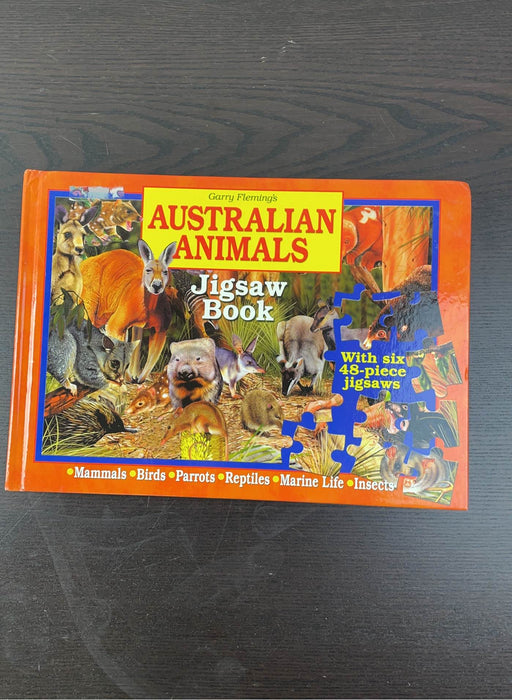 Garry Fleming's
AUSTRALIAN
ANIMALS
Jigsaw
Book
With six
48-piece
jigsaws
•Mammals •Birds •Parrots •Reptiles •Marine Life •Insects